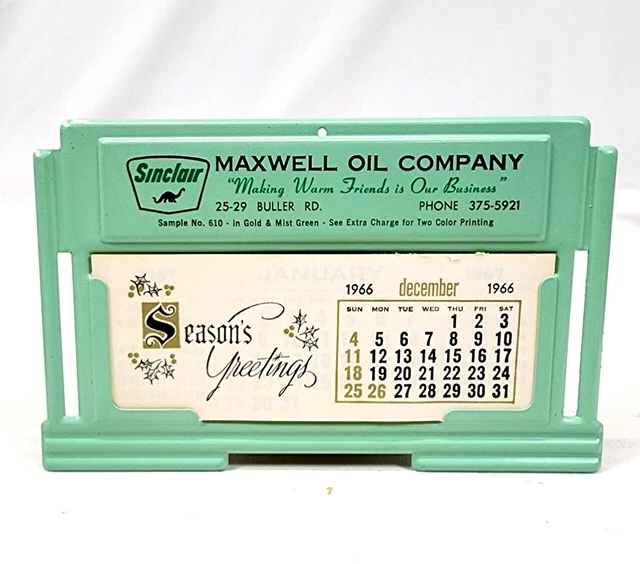 Sinclair
MAXWELL OIL COMPANY
"Making Warm Friends is Our Business"
25-29 BULLER RD. PHONE 375-5921
Sample No. 610 - in Gold & Mist Green - See Extra Charge for Two Color Printing
1967 JANUARY 1967
Season's
Greetings
1966 december 1966
SUN MON TUE WED THU FRI SAT
1 2 3
4 5 6 7 8 9 10
11 12 13 14 15 16 17
18 19 20 21 22 23 24
25 26 27 28 29 30 31